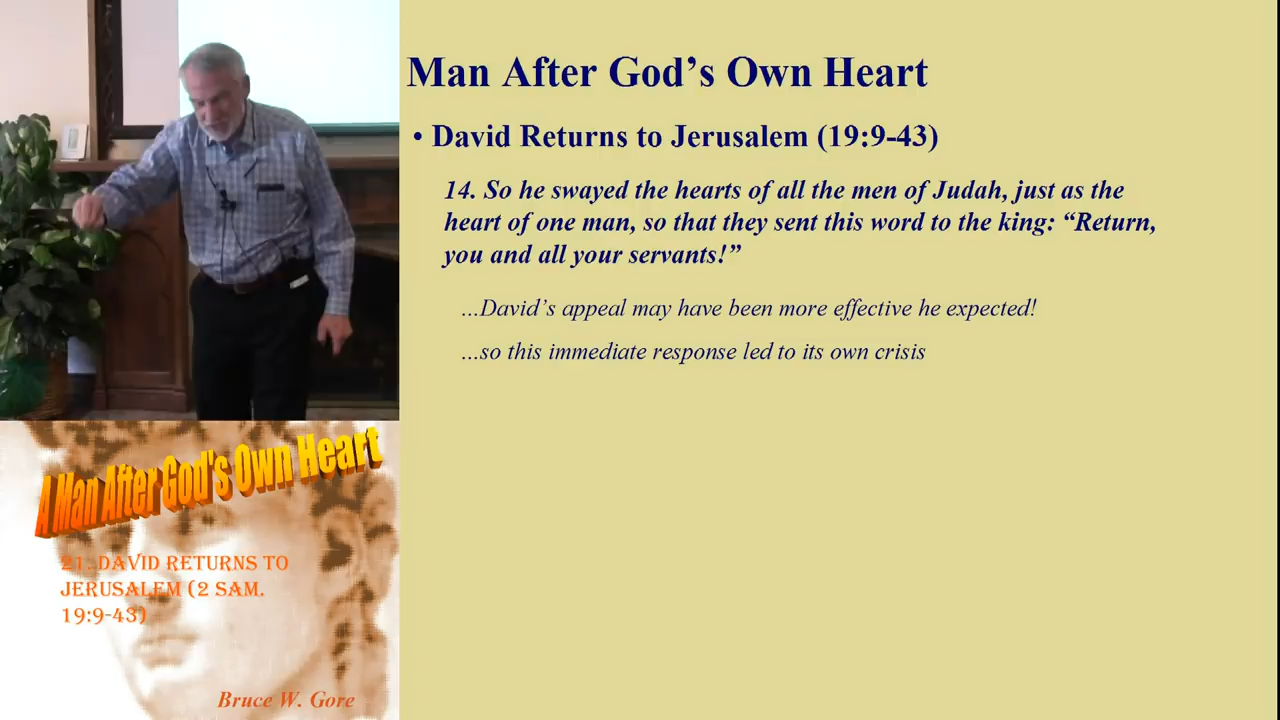 Man After God's Own Heart
• David Returns to Jerusalem (19:9-43)
14. So he swayed the hearts of all the men of Judah, just as the
heart of one man, so that they sent this word to the king: “Return,
you and all your servants!”
...David’s appeal may have been more effective he expected!
...so this immediate response led to its own crisis
A Man After God's Own Heart
21. David Returns to
Jerusalem (2 Sam.
19:9-43)
Bruce W. Gore